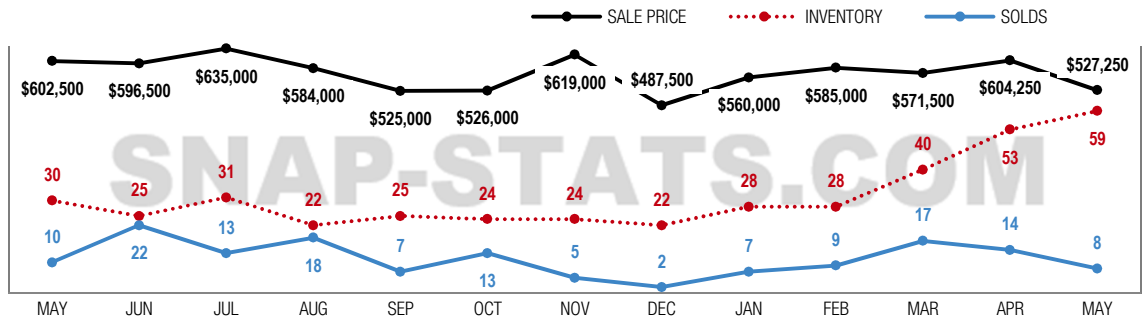 SALE PRICE INVENTORY SOLDS
$602,500 $596,500 $635,000 $584,000 $525,000 $526,000 $619,000 $487,500 $560,000 $585,000 $571,500 $604,250 $527,250
SNAP-STATS.COM
30 25 31 22 25 24 24 22 28 28 40 53 59
10 22 13 18 7 13 5 2 7 9 17 14 8
MAY JUN JUL AUG SEP OCT NOV DEC JAN FEB MAR APR MAY